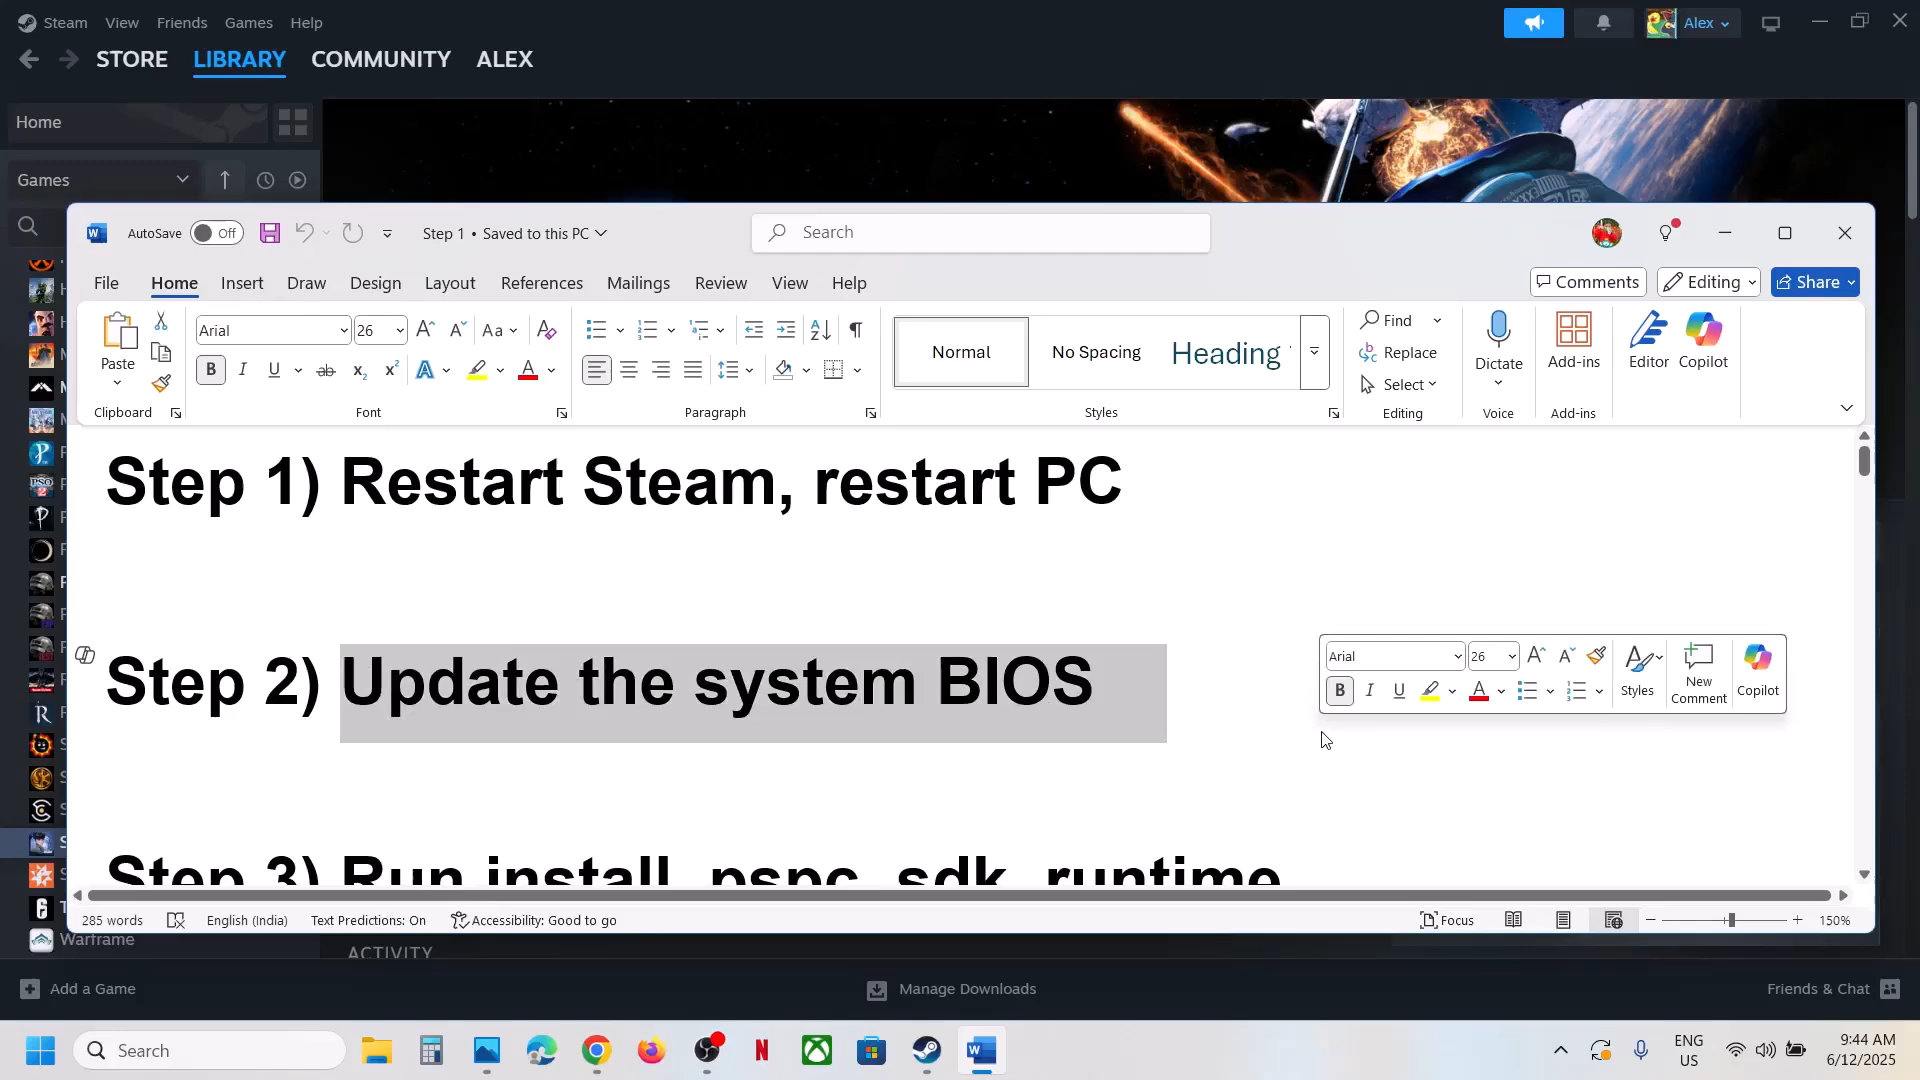 Steam View Friends Games Help
Alex
STORE LIBRARY COMMUNITY ALEX
Home
Games
AutoSave Off
Step 1 • Saved to this PC
Search
File Home Insert Draw Design Layout References Mailings Review View Help
Comments Editing Share
Paste
Arial 26
Normal
No Spacing
Heading
Find
Replace
Select
Dictate
Add-ins
Editor
Copilot
Clipboard Font Paragraph Styles Editing Voice Add-ins
Step 1) Restart Steam, restart PC
Step 2) Update the system BIOS
Arial 26
Styles
New
Comment
Copilot
Step 3) Run install_pspc_sdk_runtime
285 words English (India) Text Predictions: On Accessibility: Good to go Focus 150%
Warframe
ACTIVITY
Add a Game Manage Downloads Friends & Chat
Search
ENG
US
9:44 AM
6/12/2025